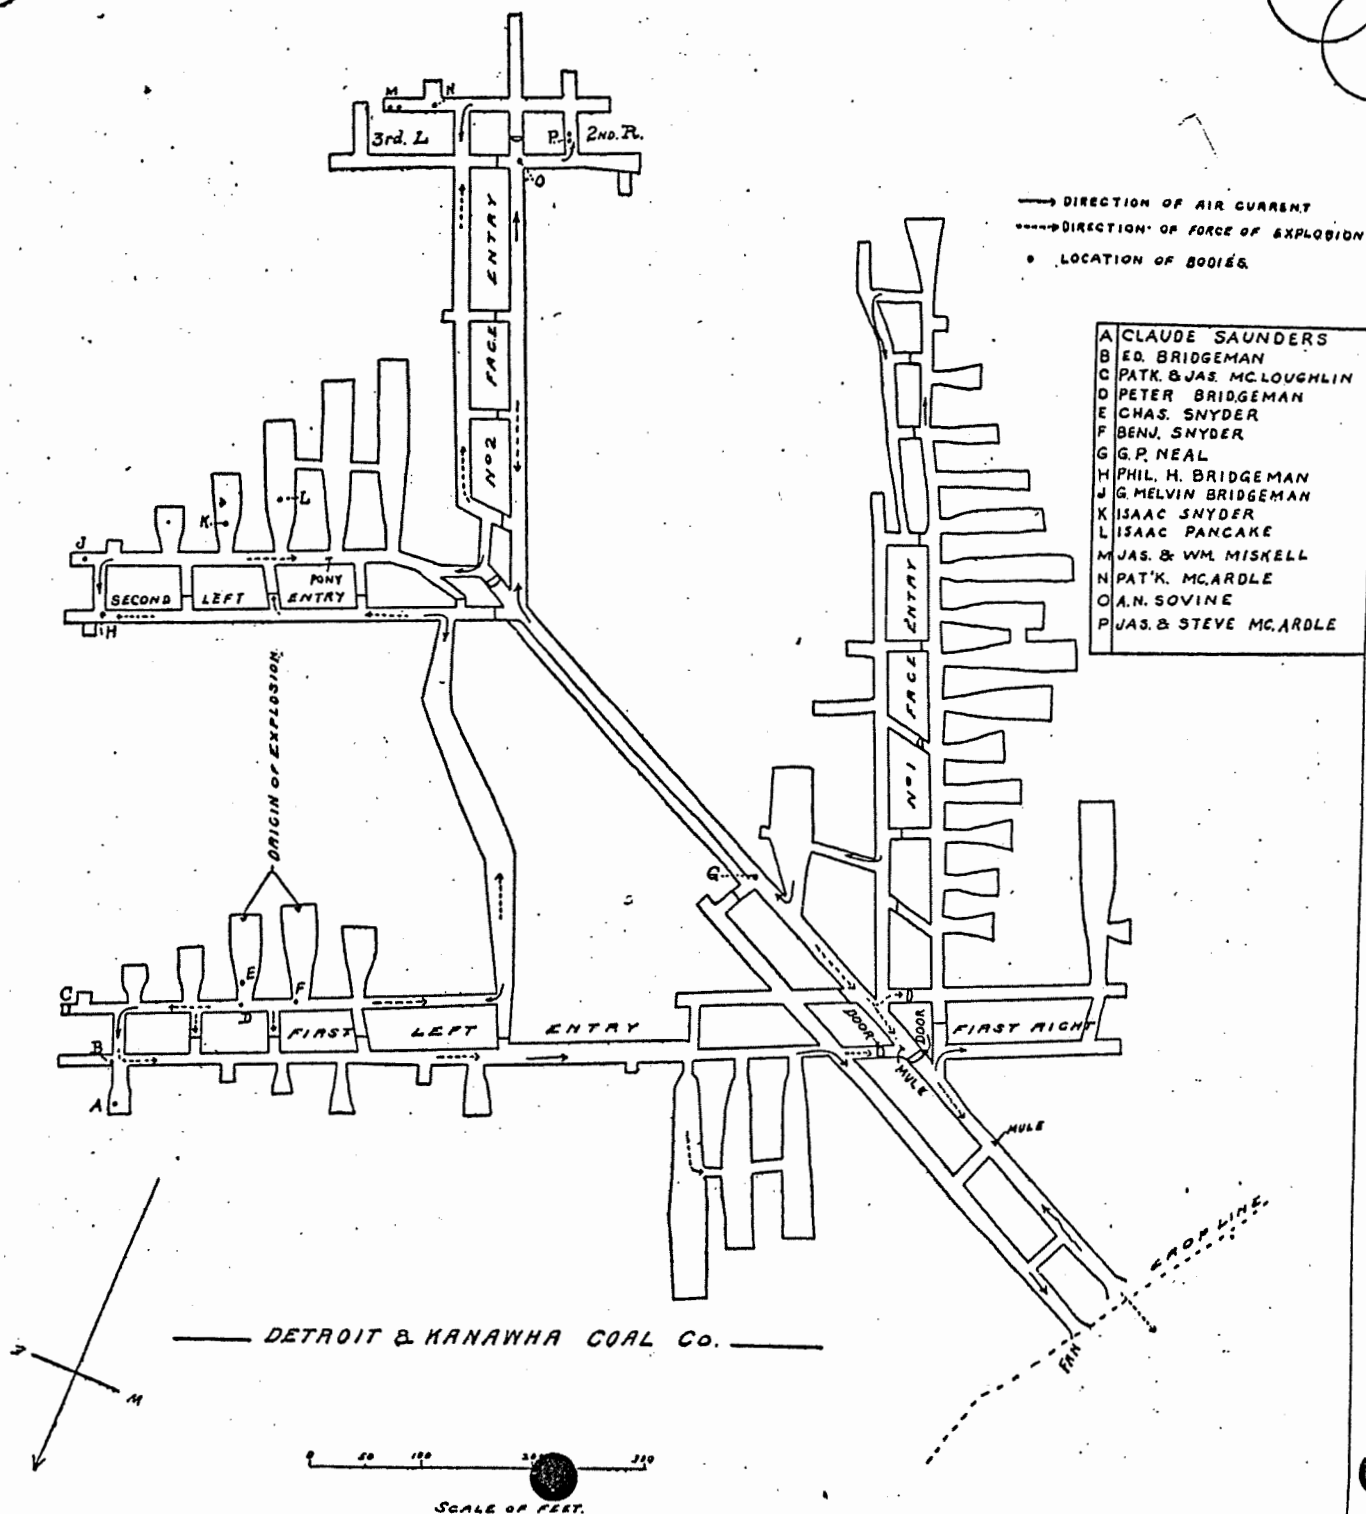 M
N
3rd. L
P
2ND. R.
O
NO 2 FACE ENTRY
→ DIRECTION OF AIR CURRENT
----→ DIRECTION OF FORCE OF EXPLOSION
• LOCATION OF BODIES
A CLAUDE SAUNDERS
B ED. BRIDGEMAN
C PATK. & JAS. MCLOUGHLIN
D PETER BRIDGEMAN
E CHAS. SNYDER
F BENJ. SNYDER
G G.P. NEAL
H PHIL. H. BRIDGEMAN
J G. MELVIN BRIDGEMAN
K ISAAC SNYDER
L ISAAC PANCAKE
M JAS. & WM. MISKELL
N PAT'K. MC.ARDLE
O A.N. SOVINE
P JAS. & STEVE MC.ARDLE
L
K
J
PONY
SECOND LEFT ENTRY
H
NO 1 FACE ENTRY
ORIGIN OF EXPLOSION
G
E
C
F
D
FIRST LEFT ENTRY
B
A
DOOR
DOOR
FIRST RIGHT
MULE
MULE
CROP LINE
FAN
DETROIT & KANAWHA COAL CO.
W
0 50 100 300
SCALE OF FEET.